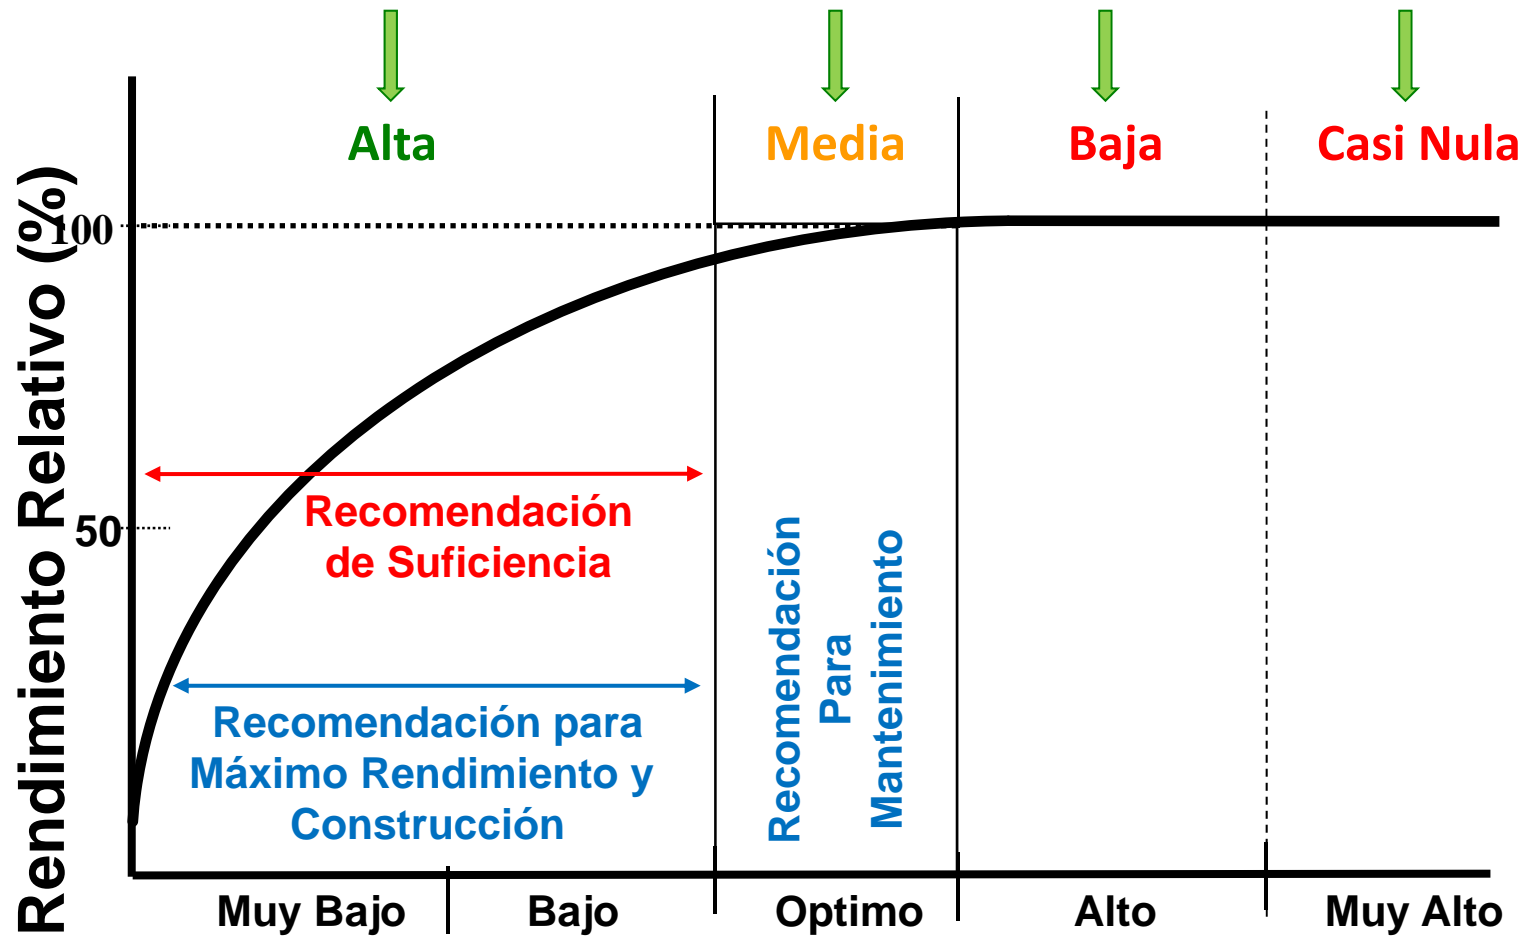 Alta
Media
Baja
Casi Nula
Rendimiento Relativo (%)
100
50
Recomendación
de Suficiencia
Recomendación para
Máximo Rendimiento y
Construcción
Recomendación
Para
Mantenimiento
Muy Bajo
Bajo
Optimo
Alto
Muy Alto